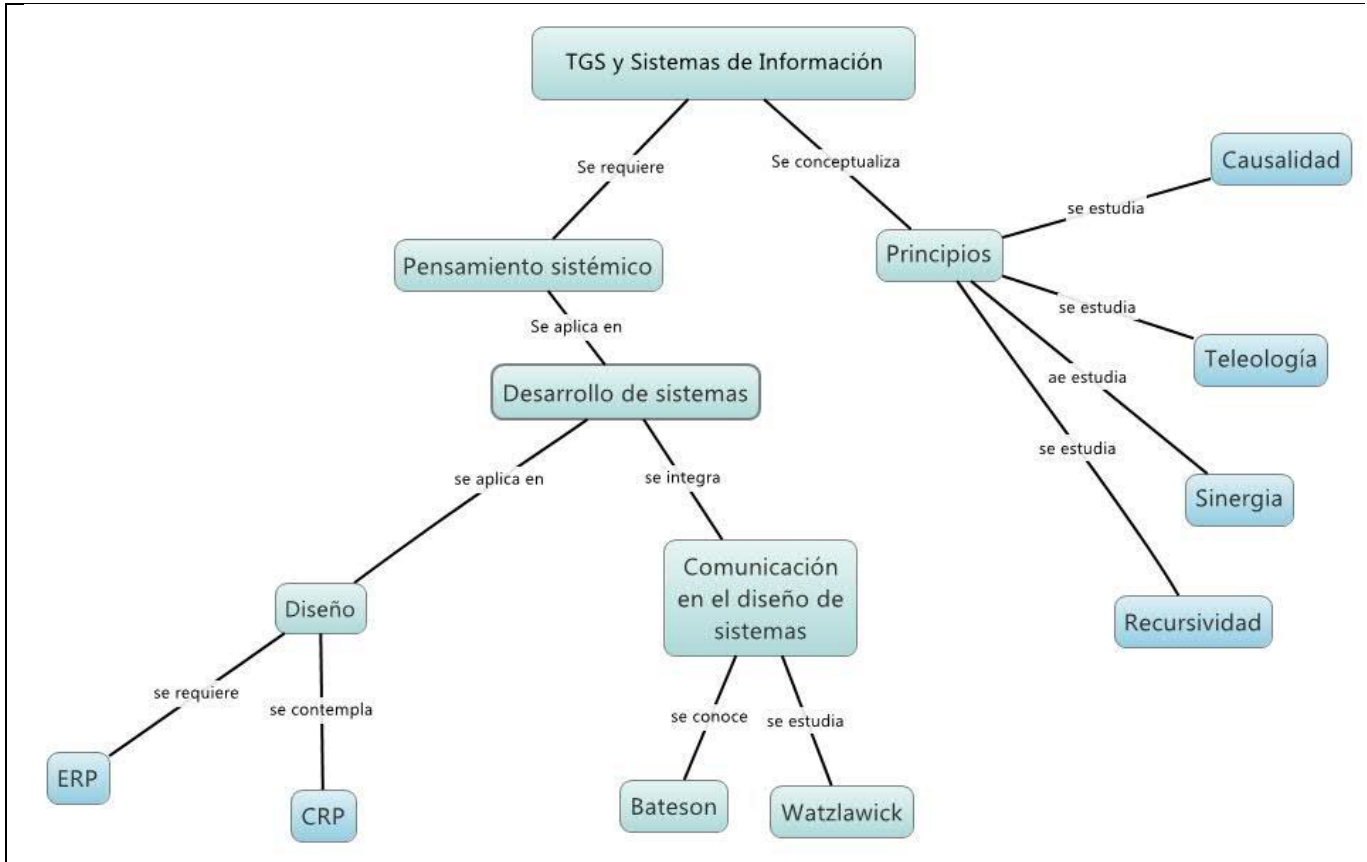 TGS y Sistemas de Información
Se requiere
Se conceptualiza
Causalidad
se estudia
Pensamiento sistémico
Principios
Se aplica en
se estudia
Teleología
Desarrollo de sistemas
ae estudia
se estudia
se aplica en
se integra
Sinergia
Comunicación
en el diseño de
sistemas
Diseño
Recursividad
se requiere
se contempla
se conoce
se estudia
ERP
CRP
Bateson
Watzlawick